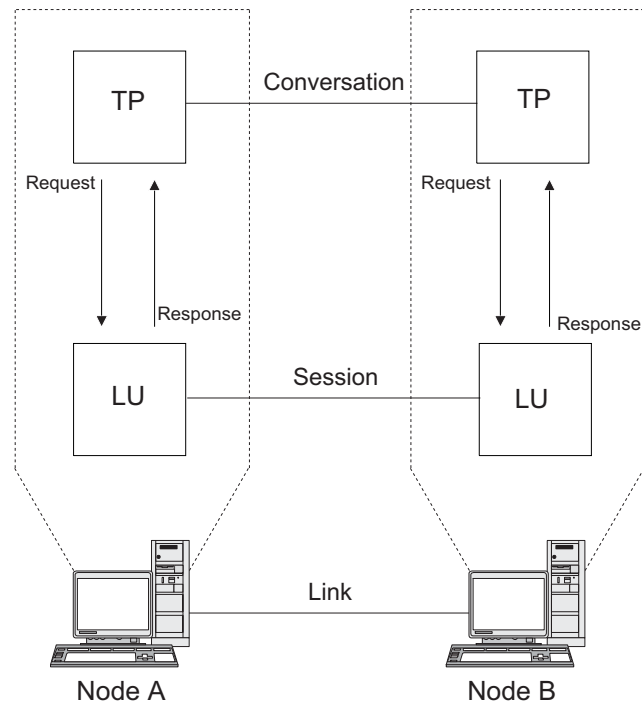 TP
Conversation
TP
Request
Request
Response
Response
LU
Session
LU
Link
Node A
Node B